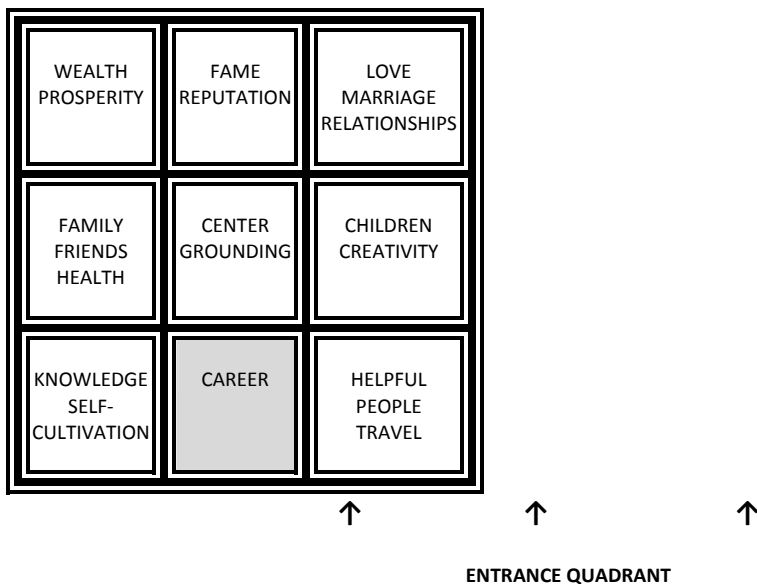 WEALTH
PROSPERITY
FAME
REPUTATION
LOVE
MARRIAGE
RELATIONSHIPS
FAMILY
FRIENDS
HEALTH
CENTER
GROUNDING
CHILDREN
CREATIVITY
KNOWLEDGE
SELF-
CULTIVATION
CAREER
HELPFUL
PEOPLE
TRAVEL
↑ ↑ ↑
ENTRANCE QUADRANT